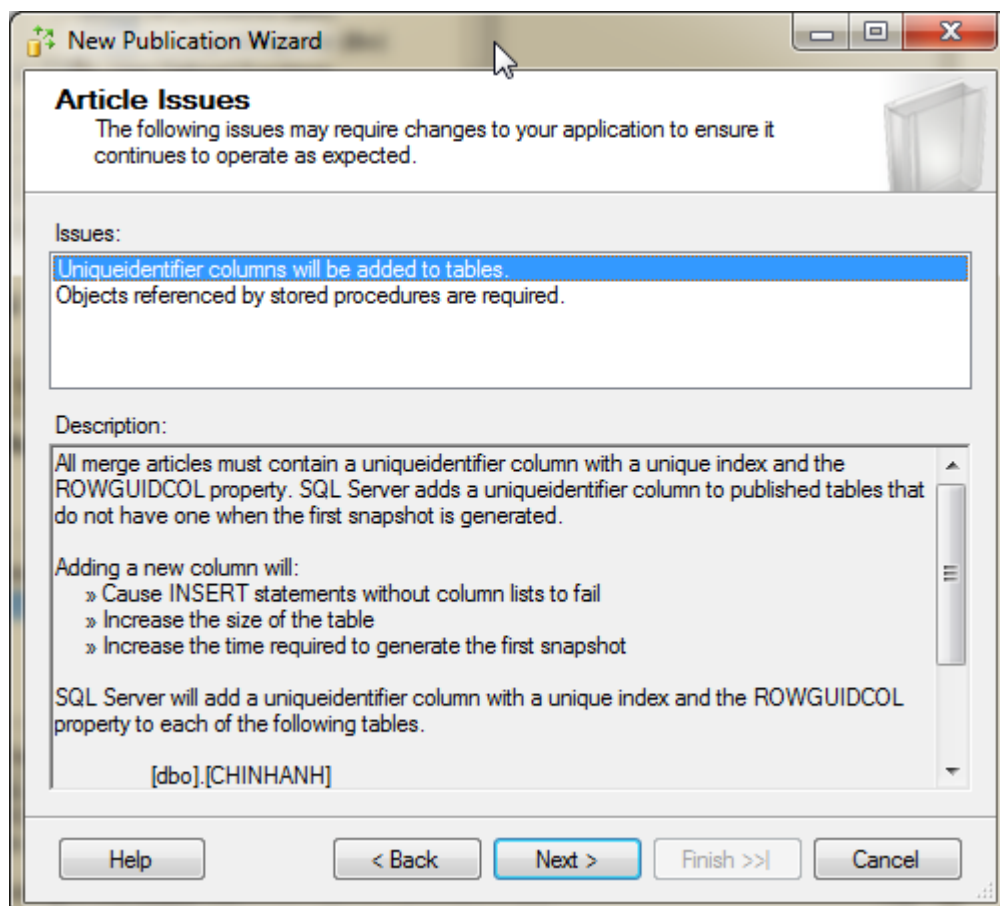 New Publication Wizard
Article Issues
The following issues may require changes to your application to ensure it
continues to operate as expected.
Issues:
Uniqueidentifier columns will be added to tables.
Objects referenced by stored procedures are required.
Description:
All merge articles must contain a uniqueidentifier column with a unique index and the
ROWGUIDCOL property. SQL Server adds a uniqueidentifier column to published tables that
do not have one when the first snapshot is generated.
Adding a new column will:
» Cause INSERT statements without column lists to fail
» Increase the size of the table
» Increase the time required to generate the first snapshot
SQL Server will add a uniqueidentifier column with a unique index and the ROWGUIDCOL
property to each of the following tables.
[dbo].[CHINHANH]
Help
< Back
Next >
Finish >>|
Cancel